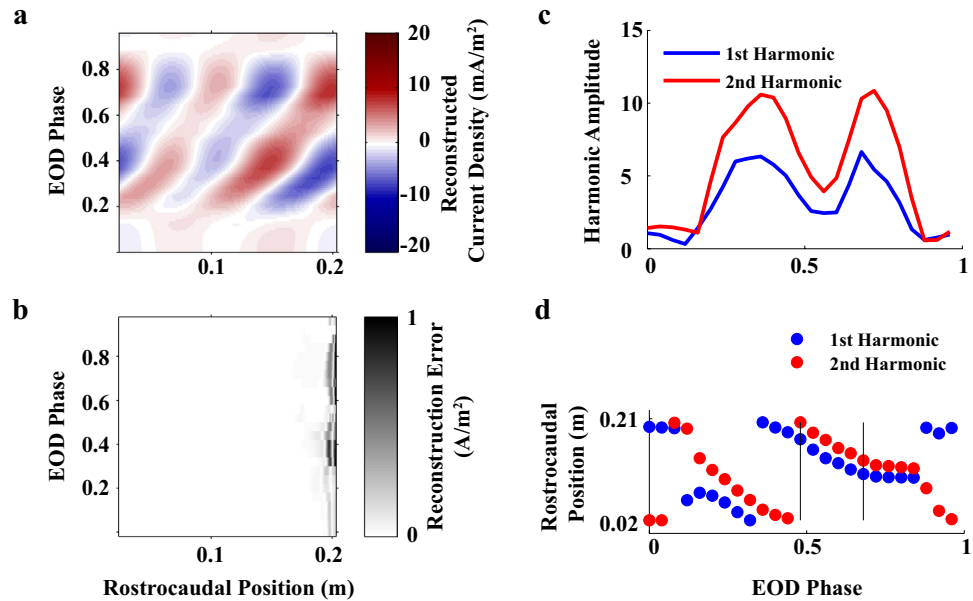 a
EOD Phase
0.8
0.6
0.4
0.2
0.1
0.2
20
10
0
-10
-20
Reconstructed
Current Density (mA/m²)
b
EOD Phase
0.8
0.6
0.4
0.2
0.1
0.2
Rostrocaudal Position (m)
1
0
Reconstruction Error
(A/m²)
c
Harmonic Amplitude
15
10
5
0
0
0.5
1
1st Harmonic
2nd Harmonic
d
1st Harmonic
2nd Harmonic
Rostrocaudal
Position (m)
0.21
0.02
0
0.5
1
EOD Phase